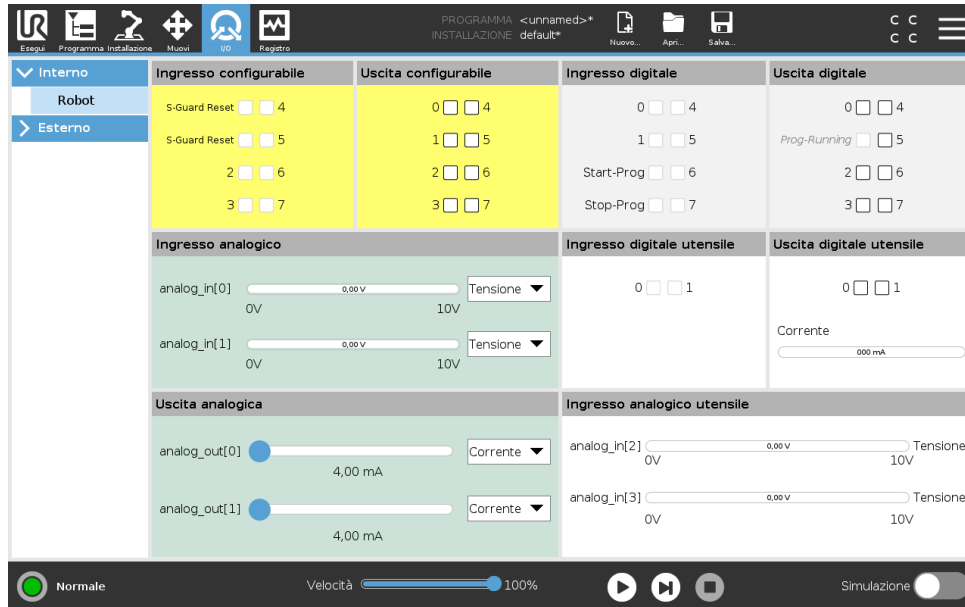 UR
PROGRAMMA <unnamed>*
INSTALLAZIONE default*
Esegui Programma Installazione Muovi I/O Registro Nuovo... Apri... Salva...
C C
C C
Interno
Robot
Esterno
Ingresso configurabile Uscita configurabile Ingresso digitale Uscita digitale
S-Guard Reset 4 0 4 0 4 0 4
S-Guard Reset 5 1 5 1 5 Prog-Running 5
2 6 2 6 Start-Prog 6 2 6
3 7 3 7 Stop-Prog 7 3 7
Ingresso analogico Ingresso digitale utensile Uscita digitale utensile
analog_in[0] 0,00 V Tensione
0V 10V
analog_in[1] 0,00 V Tensione
0V 10V
0 1
0 1
Corrente
000 mA
Uscita analogica Ingresso analogico utensile
analog_out[0] Corrente
4,00 mA
analog_out[1] Corrente
4,00 mA
analog_in[2] 0,00 V Tensione
0V 10V
analog_in[3] 0,00 V Tensione
0V 10V
Normale Velocità 100% Simulazione